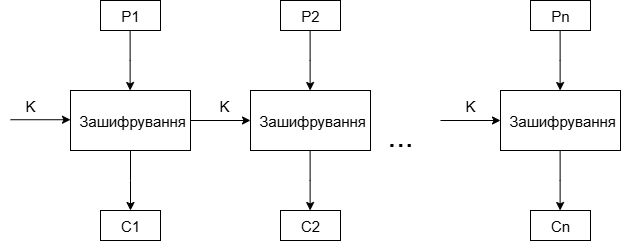 P1 P2 Pn
K Зашифрування K Зашифрування ... K Зашифрування
C1 C2 Cn